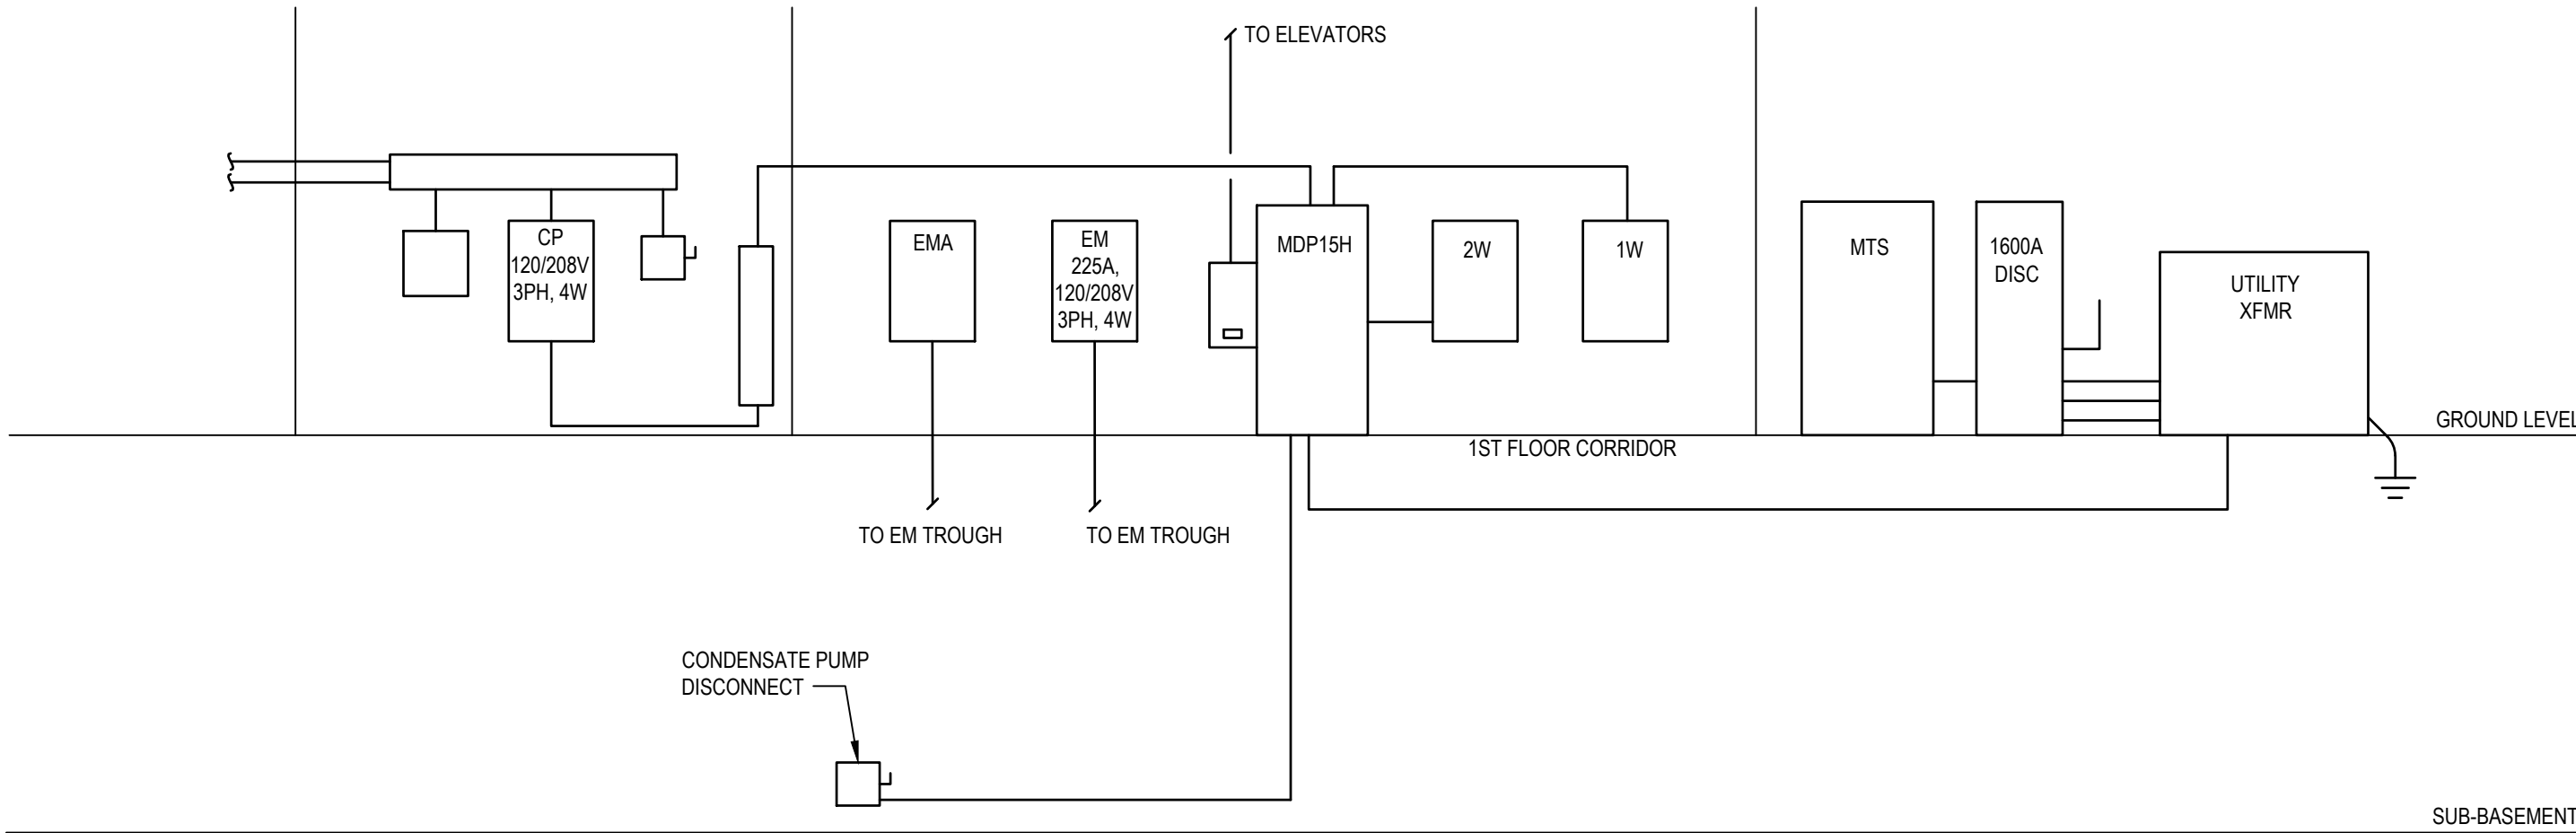 TO ELEVATORS
CP
120/208V
3PH, 4W
EMA
EM
225A,
120/208V
3PH, 4W
MDP15H
2W
1W
MTS
1600A
DISC
UTILITY
XFMR
GROUND LEVEL
1ST FLOOR CORRIDOR
TO EM TROUGH
TO EM TROUGH
CONDENSATE PUMP
DISCONNECT
SUB-BASEMENT